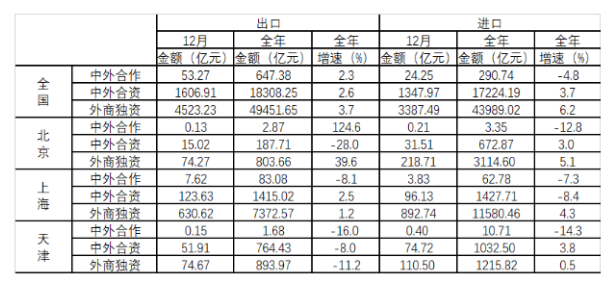 出口 进口
12月 全年 全年 12月 全年 全年
金额（亿元） 金额（亿元） 增速（%） 金额（亿元） 金额（亿元） 增速（%）
全国 中外合作 53.27 647.38 2.3 24.25 290.74 -4.8
中外合资 1606.91 18308.25 2.6 1347.97 17224.19 3.7
外商独资 4523.23 49451.65 3.7 3387.49 43989.02 6.2
北京 中外合作 0.13 2.87 124.6 0.21 3.35 -12.8
中外合资 15.02 187.71 -28.0 31.51 672.87 3.0
外商独资 74.27 803.66 39.6 218.71 3114.60 5.1
上海 中外合作 7.62 83.08 -8.1 3.83 62.78 -7.3
中外合资 123.63 1415.02 2.5 96.13 1427.71 -8.4
外商独资 630.62 7372.57 1.2 892.74 11580.46 4.3
天津 中外合作 0.15 1.68 -16.0 0.40 10.71 -14.3
中外合资 51.91 764.43 -8.0 74.72 1032.50 3.8
外商独资 74.67 893.97 -11.2 110.50 1215.82 0.5